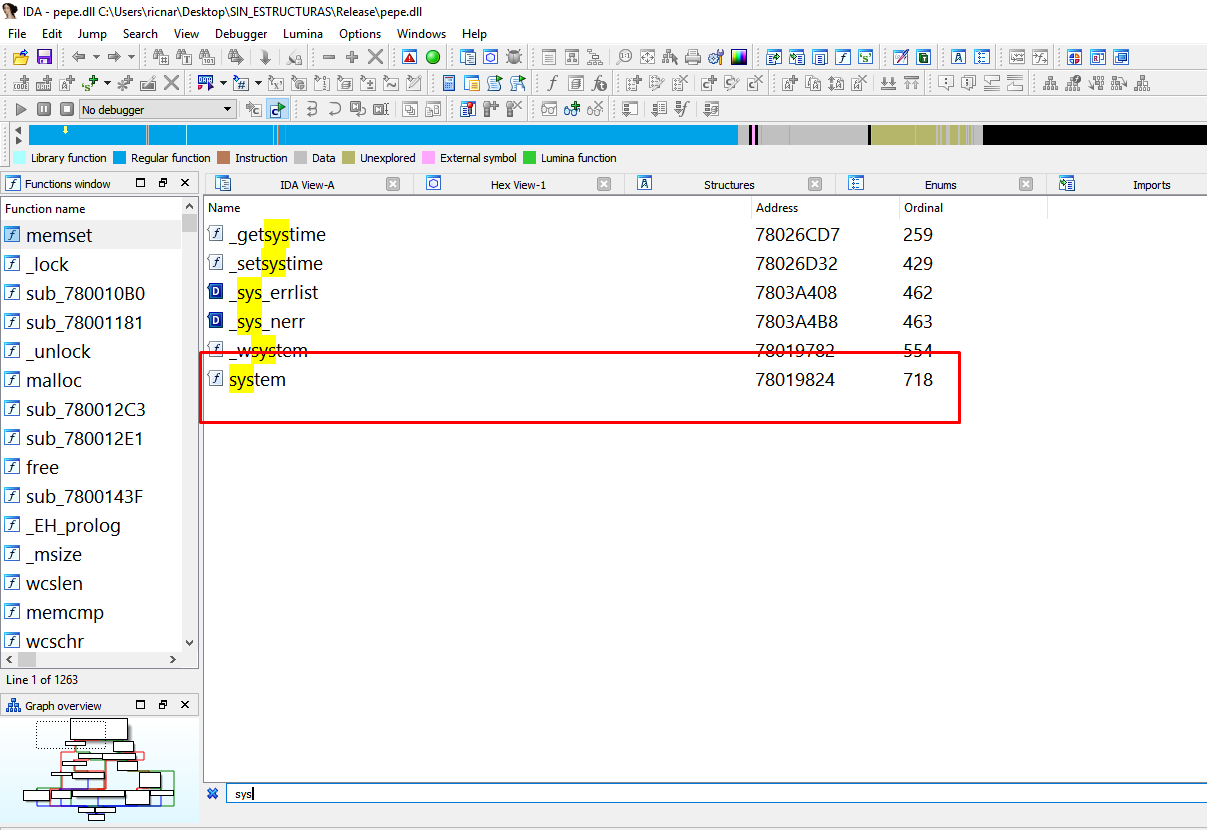 IDA - pepe.dll C:\Users\ricnar\Desktop\SIN_ESTRUCTURAS\Release\pepe.dll
File Edit Jump Search View Debugger Lumina Options Windows Help
No debugger
Library function Regular function Instruction Data Unexplored External symbol Lumina function
Functions window IDA View-A Hex View-1 Structures Enums Imports
Function name
memset
_lock
sub_780010B0
sub_78001181
_unlock
malloc
sub_780012C3
sub_780012E1
free
sub_7800143F
_EH_prolog
_msize
wcslen
memcmp
wcschr
Line 1 of 1263
Graph overview
Name Address Ordinal
_getsystime 78026CD7 259
_setsystime 78026D32 429
_sys_errlist 7803A408 462
_sys_nerr 7803A4B8 463
_wsystem 78019782 554
system 78019824 718
sys